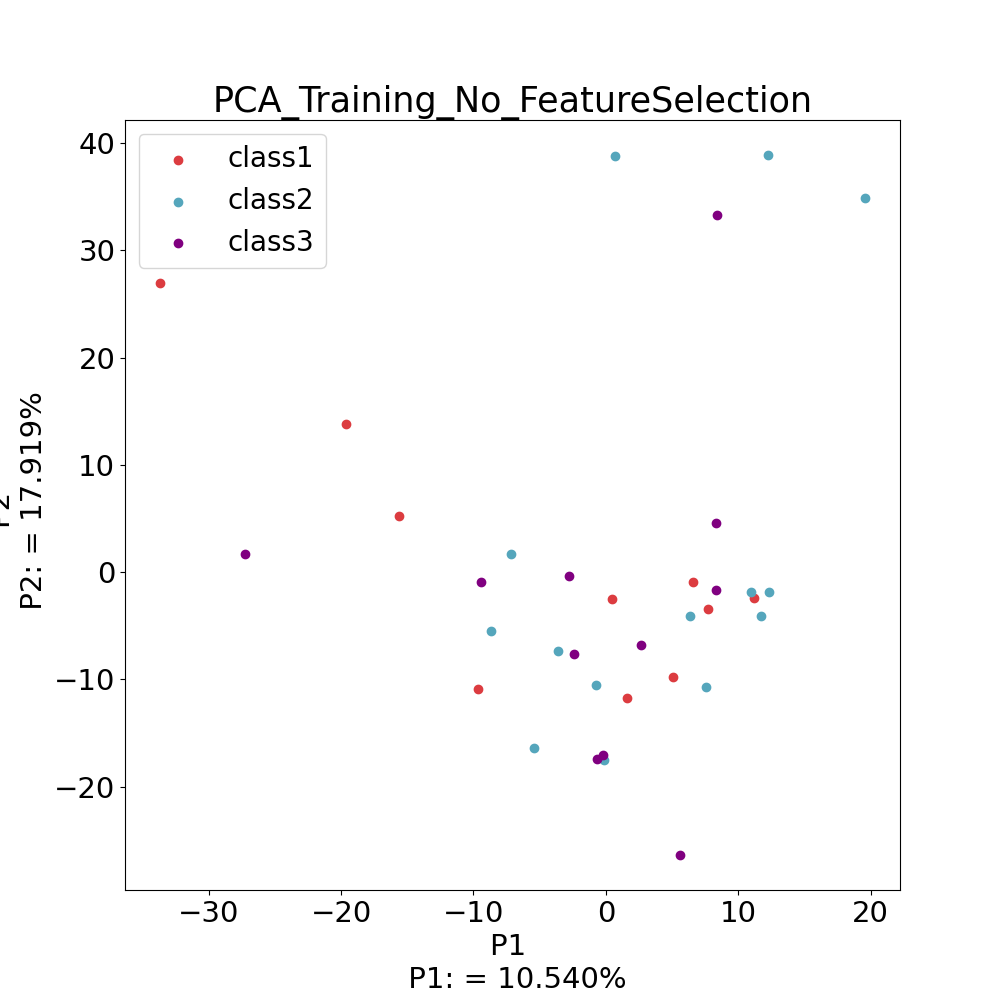 PCA_Training_No_FeatureSelection
class1
class2
class3
40
30
20
10
0
−10
−20
P2: = 17.919%
−30
−20
−10
0
10
20
P1
P1: = 10.540%